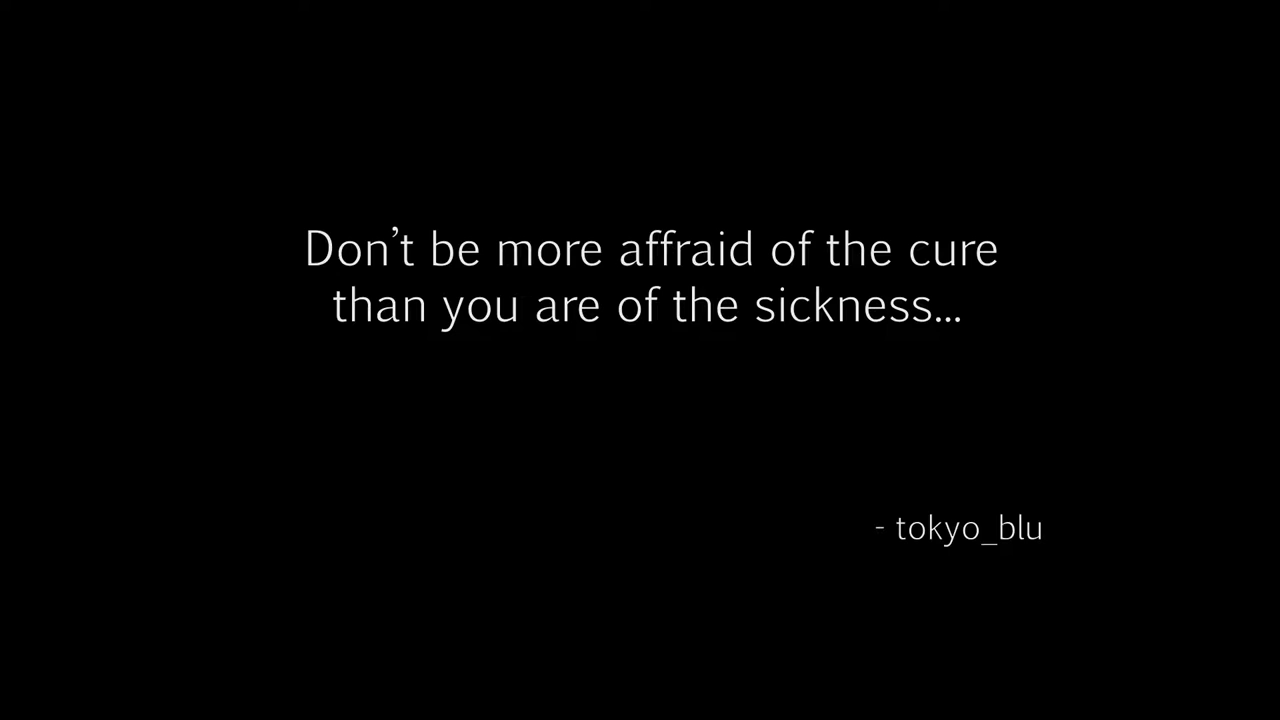 Don’t be more affraid of the cure
than you are of the sickness...
- tokyo_blu